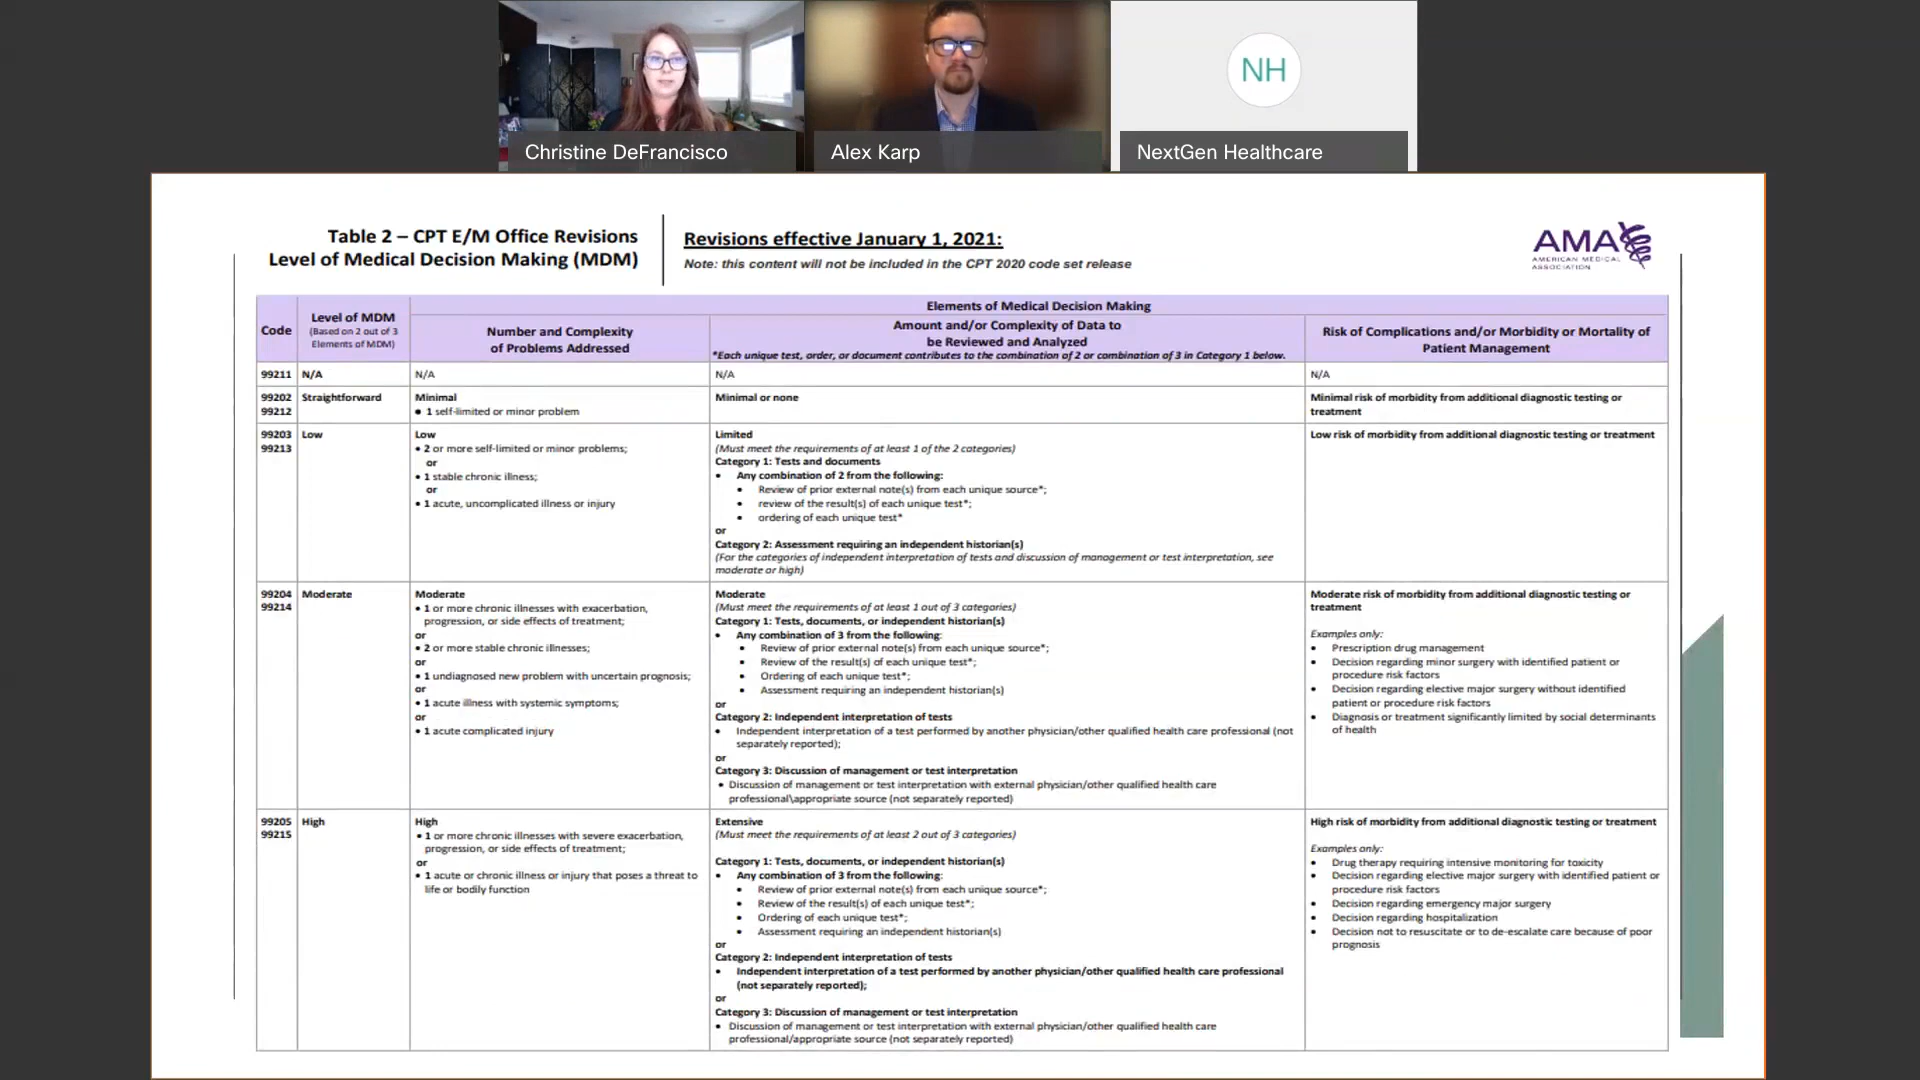 NH
Christine DeFrancisco
Alex Karp
NextGen Healthcare
Table 2 – CPT E/M Office Revisions
Level of Medical Decision Making (MDM)
Revisions effective January 1, 2021:
Note: this content will not be included in the CPT 2020 code set release
AMA
AMERICAN MEDICAL
ASSOCIATION
Elements of Medical Decision Making
Code
Level of MDM
(Based on 2 out of 3
Elements of MDM)
Number and Complexity
of Problems Addressed
Amount and/or Complexity of Data to
be Reviewed and Analyzed
*Each unique test, order, or document contributes to the combination of 2 or combination of 3 in Category 1 below.
Risk of Complications and/or Morbidity or Mortality of
Patient Management
99211
N/A
N/A
N/A
N/A
99202
99212
Straightforward
Minimal
• 1 self-limited or minor problem
Minimal or none
Minimal risk of morbidity from additional diagnostic testing or
treatment
99203
99213
Low
Low
• 2 or more self-limited or minor problems;
or
• 1 stable chronic illness;
or
• 1 acute, uncomplicated illness or injury
Limited
(Must meet the requirements of at least 1 of the 2 categories)
Category 1: Tests and documents
• Any combination of 2 from the following:
• Review of prior external note(s) from each unique source*;
• review of the result(s) of each unique test*;
• ordering of each unique test*
or
Category 2: Assessment requiring an independent historian(s)
(For the categories of independent interpretation of tests and discussion of management or test interpretation, see
moderate or high)
Low risk of morbidity from additional diagnostic testing or treatment
99204
99214
Moderate
Moderate
• 1 or more chronic illnesses with exacerbation,
progression, or side effects of treatment;
or
• 2 or more stable chronic illnesses;
or
• 1 undiagnosed new problem with uncertain prognosis;
or
• 1 acute illness with systemic symptoms;
or
• 1 acute complicated injury
Moderate
(Must meet the requirements of at least 1 out of 3 categories)
Category 1: Tests, documents, or independent historian(s)
• Any combination of 3 from the following:
• Review of prior external note(s) from each unique source*;
• Review of the result(s) of each unique test*;
• Ordering of each unique test*;
• Assessment requiring an independent historian(s)
or
Category 2: Independent interpretation of tests
• Independent interpretation of a test performed by another physician/other qualified health care professional (not
separately reported);
or
Category 3: Discussion of management or test interpretation
• Discussion of management or test interpretation with external physician/other qualified health care
professional\appropriate source (not separately reported)
Moderate risk of morbidity from additional diagnostic testing or
treatment
Examples only:
• Prescription drug management
• Decision regarding minor surgery with identified patient or
procedure risk factors
• Decision regarding elective major surgery without identified
patient or procedure risk factors
• Diagnosis or treatment significantly limited by social determinants
of health
99205
99215
High
High
• 1 or more chronic illnesses with severe exacerbation,
progression, or side effects of treatment;
or
• 1 acute or chronic illness or injury that poses a threat to
life or bodily function
Extensive
(Must meet the requirements of at least 2 out of 3 categories)
Category 1: Tests, documents, or independent historian(s)
• Any combination of 3 from the following:
• Review of prior external note(s) from each unique source*;
• Review of the result(s) of each unique test*;
• Ordering of each unique test*;
• Assessment requiring an independent historian(s)
or
Category 2: Independent interpretation of tests
• Independent interpretation of a test performed by another physician/other qualified health care professional
(not separately reported);
or
Category 3: Discussion of management or test interpretation
• Discussion of management or test interpretation with external physician/other qualified health care
professional/appropriate source (not separately reported)
High risk of morbidity from additional diagnostic testing or treatment
Examples only:
• Drug therapy requiring intensive monitoring for toxicity
• Decision regarding elective major surgery with identified patient or
procedure risk factors
• Decision regarding emergency major surgery
• Decision regarding hospitalization
• Decision not to resuscitate or to de-escalate care because of poor
prognosis